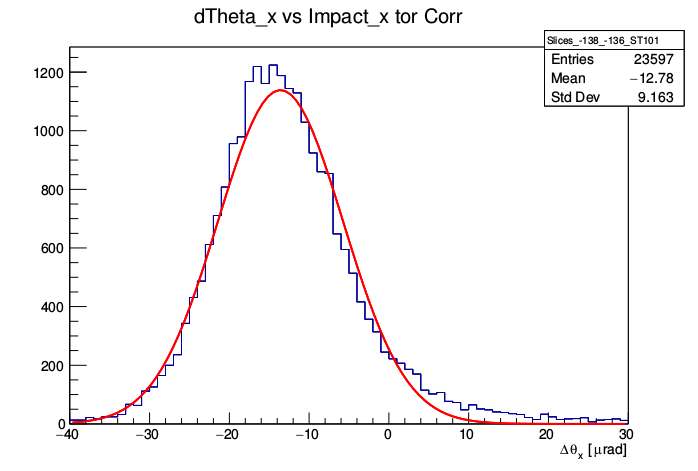 dTheta_x vs Impact_x tor Corr
Slices_-138_-136_ST101
Entries 23597
Mean −12.78
Std Dev 9.163
1200
1000
800
600
400
200
0
−40 −30 −20 −10 0 10 20 30
Δθx [μrad]